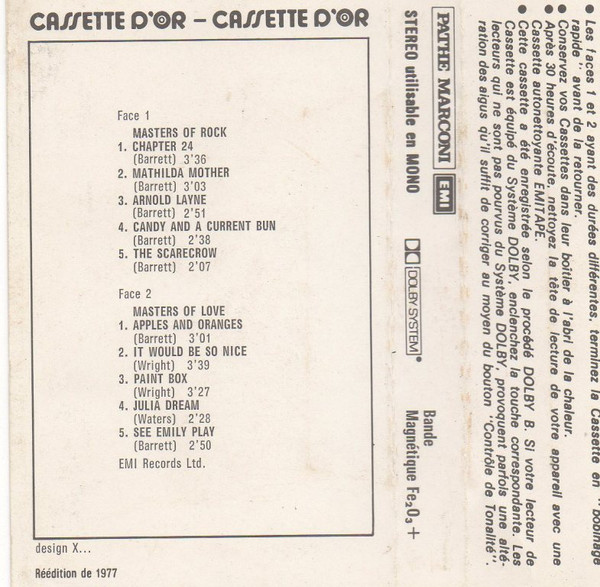 CASSETTE D'OR – CASSETTE D'OR
Face 1
MASTERS OF ROCK
1. CHAPTER 24
(Barrett) 3'36
2. MATHILDA MOTHER
(Barrett) 3'03
3. ARNOLD LAYNE
(Barrett) 2'51
4. CANDY AND A CURRENT BUN
(Barrett) 2'38
5. THE SCARECROW
(Barrett) 2'07
Face 2
MASTERS OF LOVE
1. APPLES AND ORANGES
(Barrett) 3'01
2. IT WOULD BE SO NICE
(Wright) 3'39
3. PAINT BOX
(Wright) 3'27
4. JULIA DREAM
(Waters) 2'28
5. SEE EMILY PLAY
(Barrett) 2'50
EMI Records Ltd.
design X...
Réédition de 1977
PATHE MARCONI EMI
STEREO utilisable en MONO
DOLBY SYSTEM
Bande
Magnétique Fe₂O₃ +
• Les faces 1 et 2 ayant des durées différentes, terminez la Cassette en "bobinage
rapide" avant de la retourner.
• Conservez vos Cassettes dans leur boîtier à l'abri de la chaleur.
• Après 30 heures d'écoute, nettoyez la tête de lecture de votre appareil avec une
Cassette autonettoyante EMITAPE.
• Cette cassette a été enregistrée selon le procédé DOLBY B. Si votre lecteur de
Cassette est équipé du Système DOLBY, enclenchez la touche correspondante. Les
lecteurs qui ne sont pas pourvus du Système DOLBY, provoquent parfois une alté-
ration des aigus qu'il suffit de corriger au moyen du bouton "Contrôle de Tonalité".